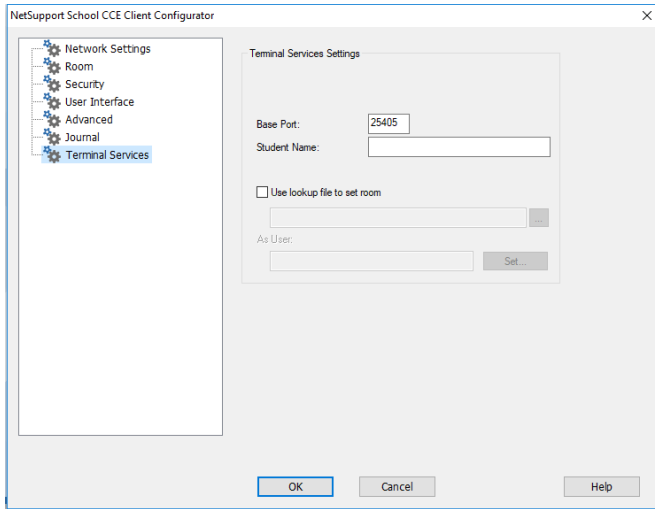 NetSupport School CCE Client Configurator
Network Settings
Room
Security
User Interface
Advanced
Journal
Terminal Services
Terminal Services Settings
Base Port: 25405
Student Name:
Use lookup file to set room
...
As User:
Set...
OK Cancel Help